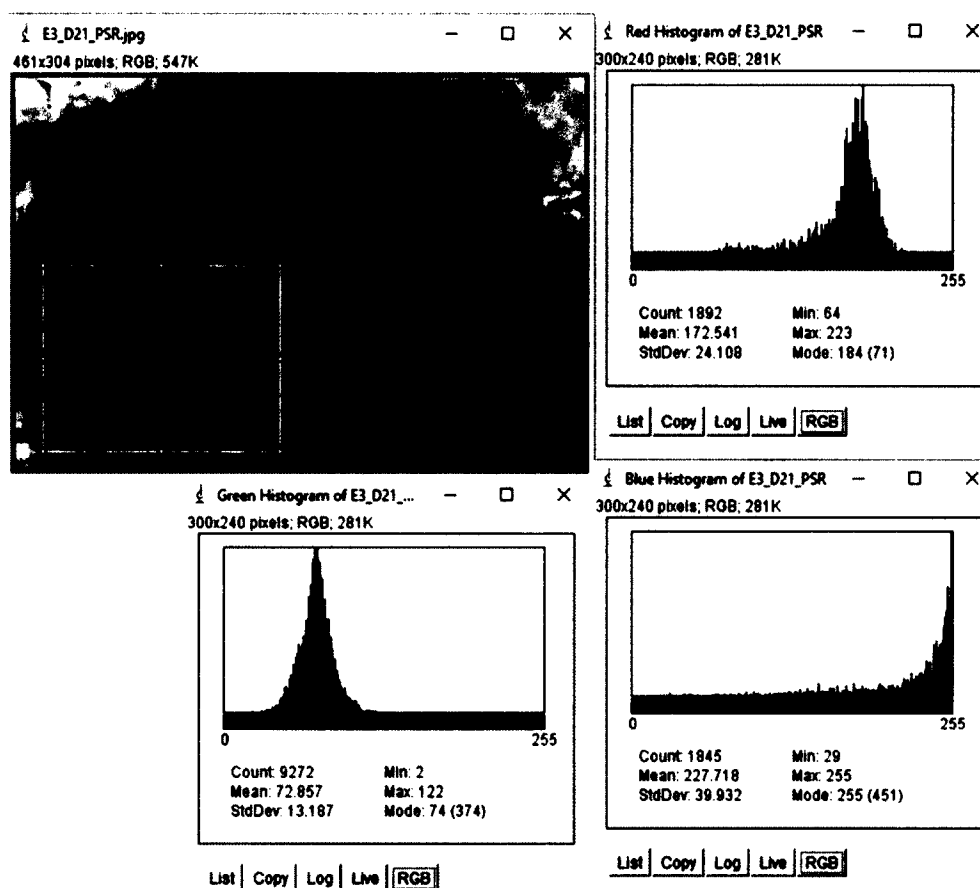 E3_D21_PSR.jpg
461x304 pixels; RGB; 547K
Red Histogram of E3_D21_PSR
300x240 pixels; RGB; 281K
0 255
Count: 1892 Min: 64
Mean: 172.541 Max: 223
StdDev: 24.108 Mode: 184 (71)
List Copy Log Live RGB
Green Histogram of E3_D21_...
300x240 pixels; RGB; 281K
0 255
Count: 9272 Min: 2
Mean: 72.857 Max: 122
StdDev: 13.187 Mode: 74 (374)
List Copy Log Live RGB
Blue Histogram of E3_D21_PSR
300x240 pixels; RGB; 281K
0 255
Count: 1845 Min: 29
Mean: 227.718 Max: 255
StdDev: 39.932 Mode: 255 (451)
List Copy Log Live RGB